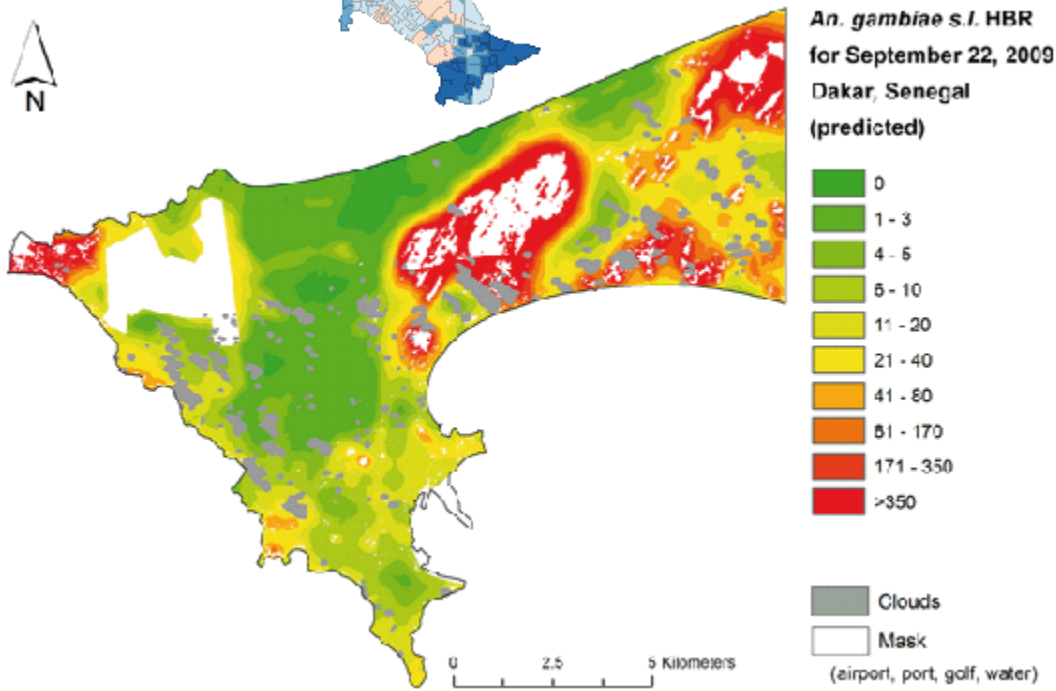 N
An. gambiae s.l. HBR
for September 22, 2009
Dakar, Senegal
(predicted)
0
1 - 3
4 - 5
5 - 10
11 - 20
21 - 40
41 - 80
81 - 170
171 - 350
>350
Clouds
Mask
(airport, port, golf, water)
0 2.5 5 Kilometers